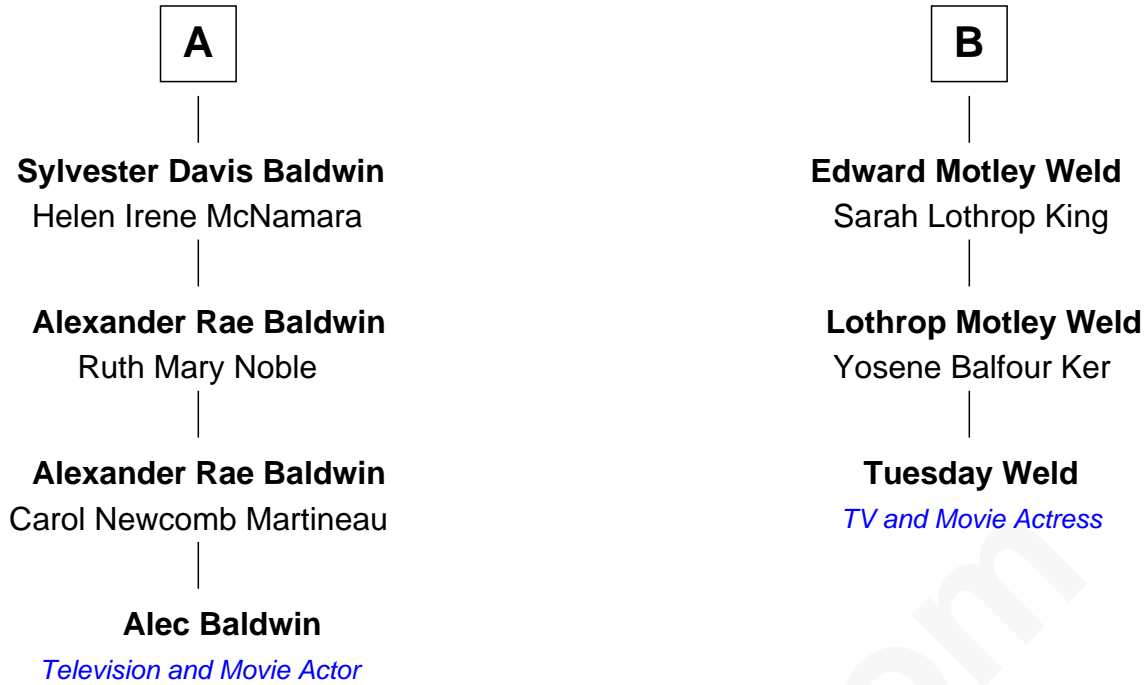 A
Sylvester Davis Baldwin
Helen Irene McNamara
Alexander Rae Baldwin
Ruth Mary Noble
Alexander Rae Baldwin
Carol Newcomb Martineau
Alec Baldwin
Television and Movie Actor
B
Edward Motley Weld
Sarah Lothrop King
Lothrop Motley Weld
Yosene Balfour Ker
Tuesday Weld
TV and Movie Actress
om